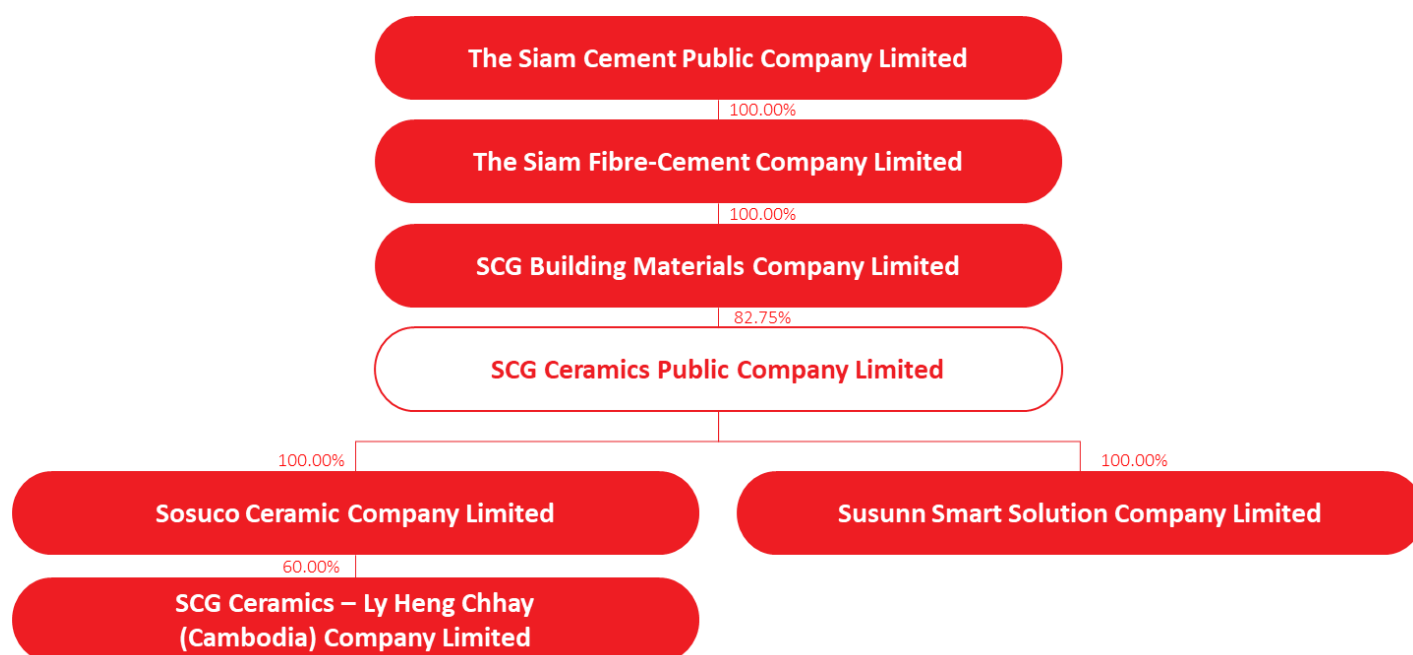 The Siam Cement Public Company Limited
100.00%
The Siam Fibre-Cement Company Limited
100.00%
SCG Building Materials Company Limited
82.75%
SCG Ceramics Public Company Limited
100.00%
100.00%
Sosuco Ceramic Company Limited
Susunn Smart Solution Company Limited
60.00%
SCG Ceramics – Ly Heng Chhay
(Cambodia) Company Limited